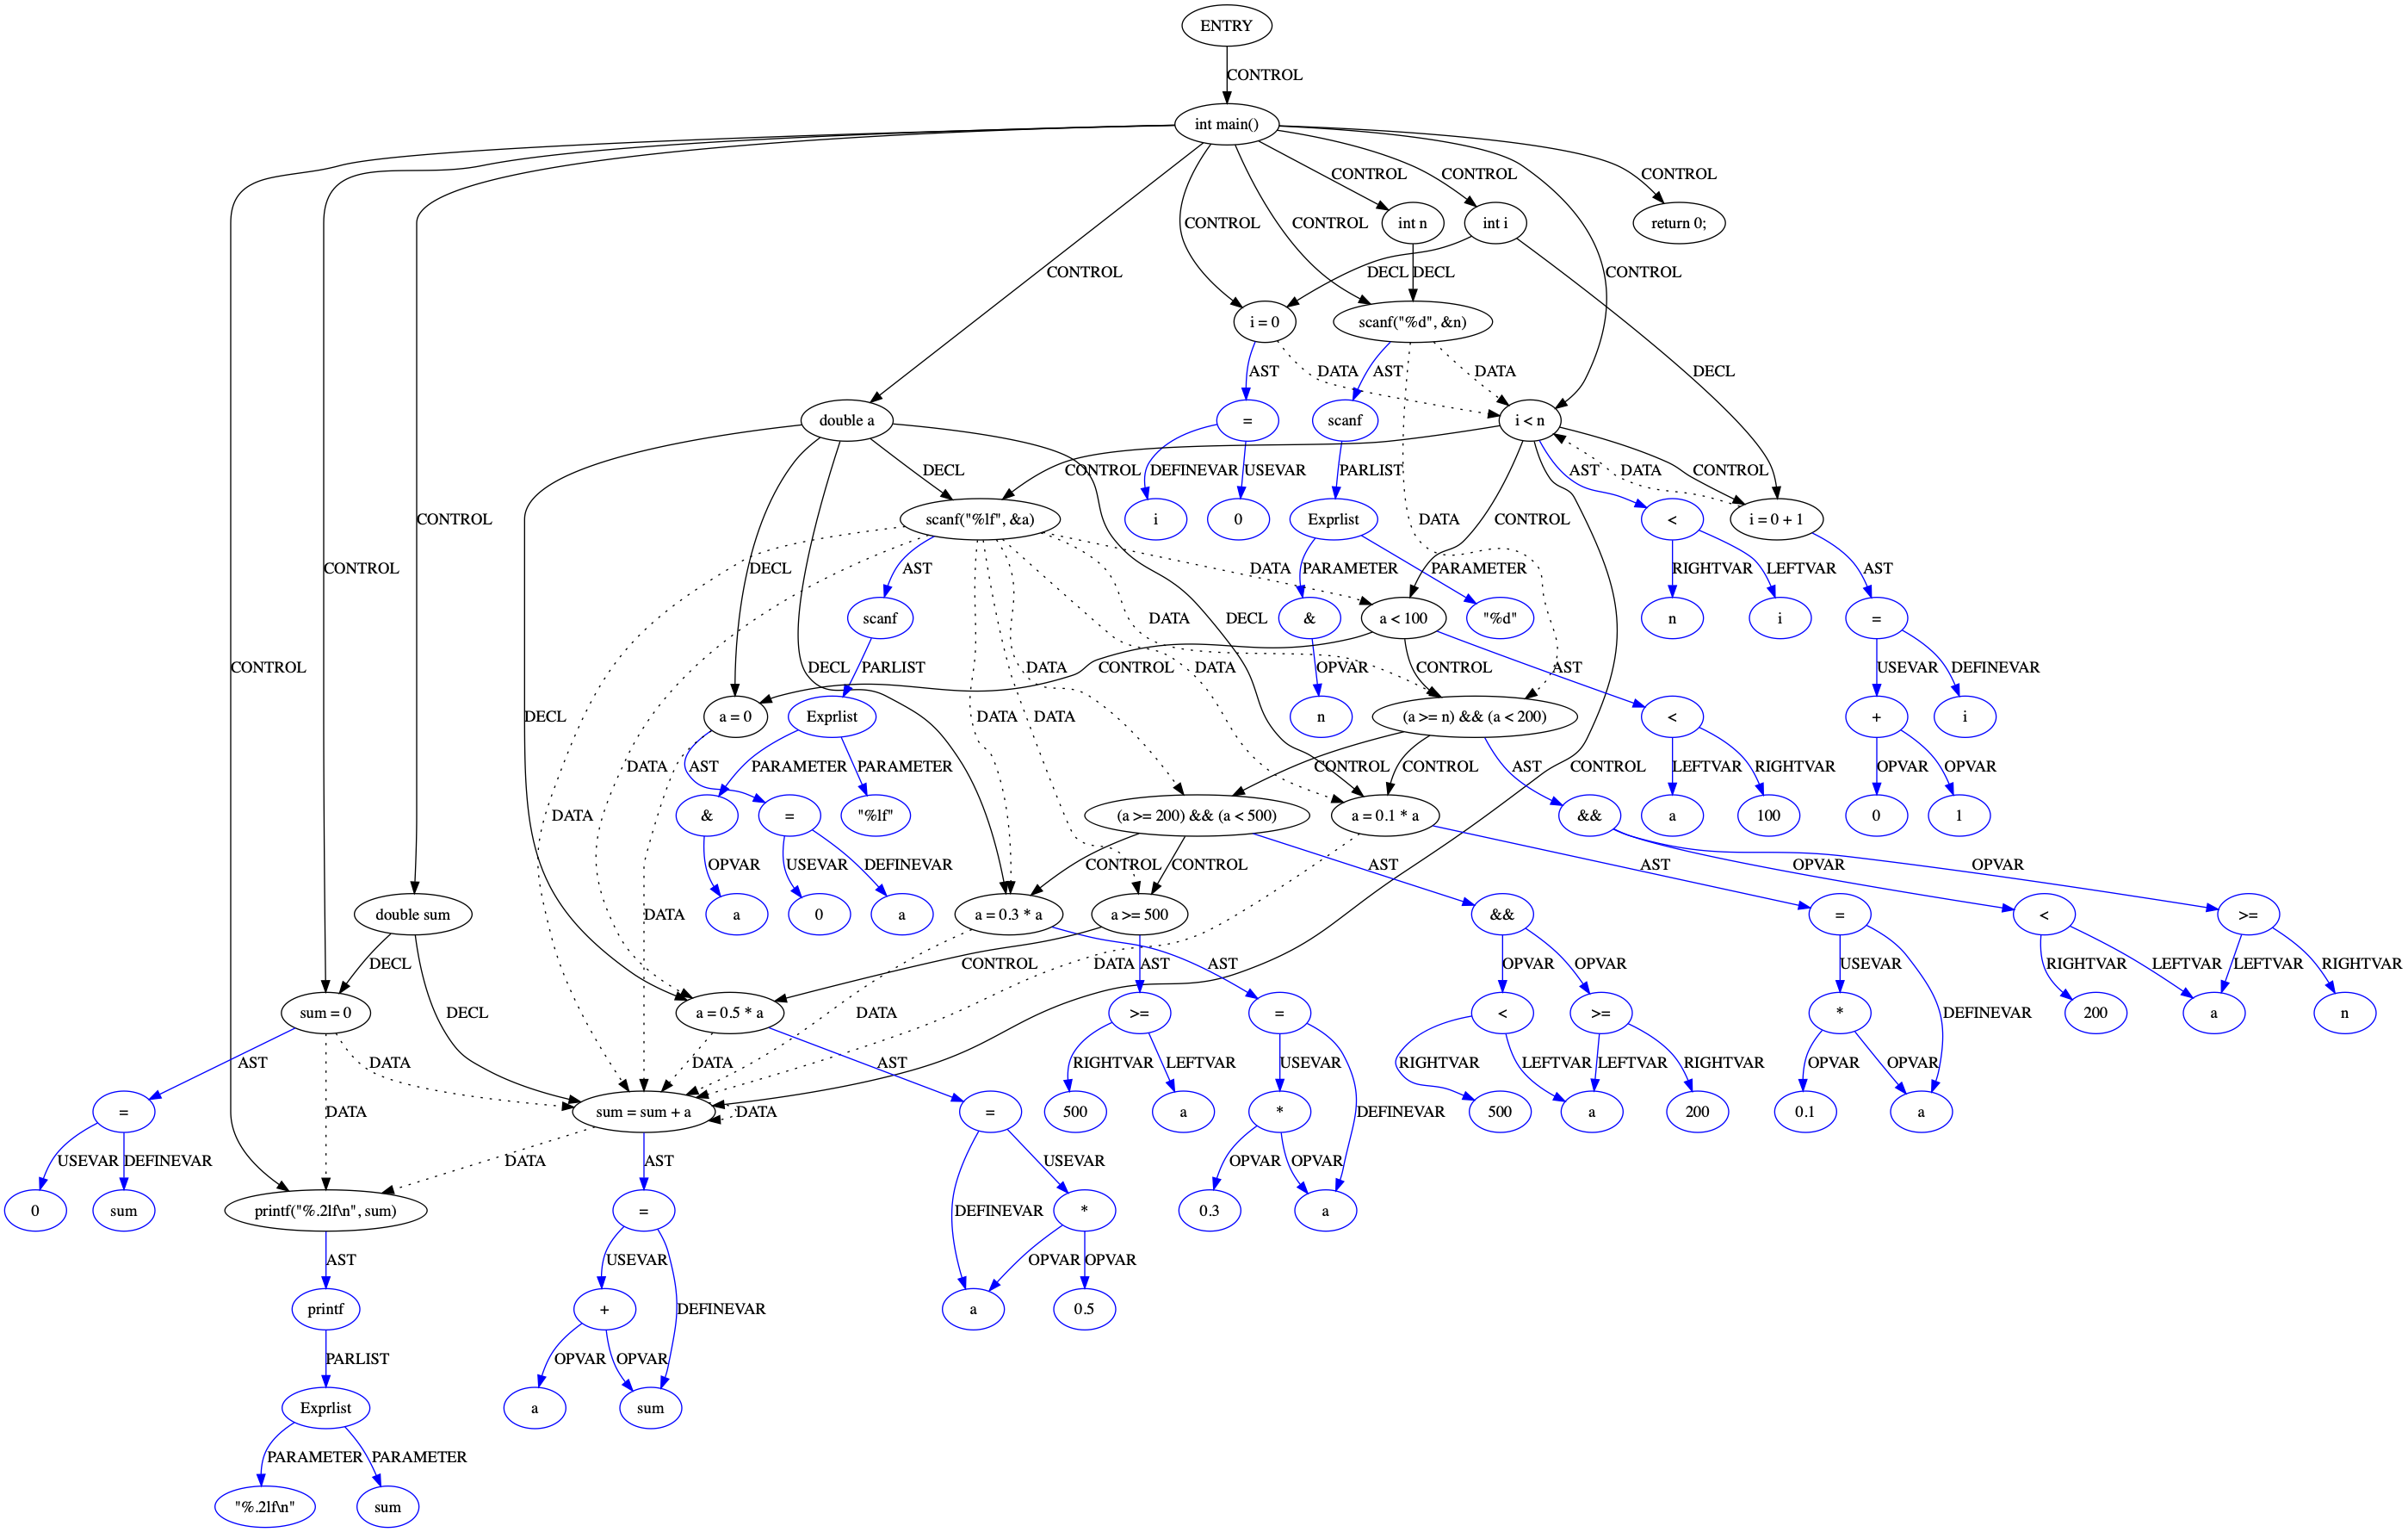 ENTRY
CONTROL
int main()
CONTROL CONTROL CONTROL
CONTROL CONTROL int n int i return 0;
CONTROL DECL DECL CONTROL
i = 0 scanf("%d", &n)
AST DATA AST DATA DECL
double a = scanf i < n
DECL CONTROL DEFINEVAR USEVAR PARLIST AST DATA CONTROL
CONTROL scanf("%lf", &a) i 0 Exprlist DATA < i = 0 + 1
CONTROL DECL AST DATA PARAMETER PARAMETER CONTROL RIGHTVAR LEFTVAR AST
scanf DATA DECL & a < 100 "%d" n i =
CONTROL DECL PARLIST DATA DATA CONTROL OPVAR CONTROL AST USEVAR DEFINEVAR
DECL a = 0 Exprlist DATA DATA n (a >= n) && (a < 200) < + i
DATA AST PARAMETER PARAMETER CONTROL CONTROL AST CONTROL LEFTVAR RIGHTVAR OPVAR OPVAR
DATA & = "%lf" (a >= 200) && (a < 500) a = 0.1 * a && a 100 0 1
OPVAR USEVAR DEFINEVAR CONTROL CONTROL AST AST OPVAR OPVAR
double sum DATA a 0 a a = 0.3 * a a >= 500 && = < >=
DECL CONTROL DATA AST AST OPVAR OPVAR USEVAR RIGHTVAR LEFTVAR LEFTVAR RIGHTVAR
sum = 0 DECL a = 0.5 * a DATA >= = < >= * DEFINEVAR 200 a n
AST DATA AST RIGHTVAR LEFTVAR USEVAR RIGHTVAR LEFTVAR LEFTVAR RIGHTVAR OPVAR OPVAR
= DATA sum = sum + a DATA = 500 a * DEFINEVAR 500 a 200 0.1 a
USEVAR DEFINEVAR DATA AST USEVAR OPVAR OPVAR
0 sum printf("%.2lf\n", sum) = DEFINEVAR * 0.3 a
AST USEVAR OPVAR OPVAR
printf + DEFINEVAR a 0.5
PARLIST OPVAR OPVAR
Exprlist a sum
PARAMETER PARAMETER
"%.2lf\n" sum